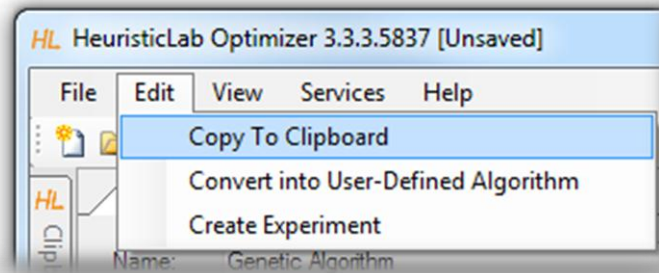 HL HeuristicLab Optimizer 3.3.3.5837 [Unsaved]
File Edit View Services Help
Copy To Clipboard
Convert into User-Defined Algorithm
Create Experiment
HL
Clipb
Name: Genetic Algorithm